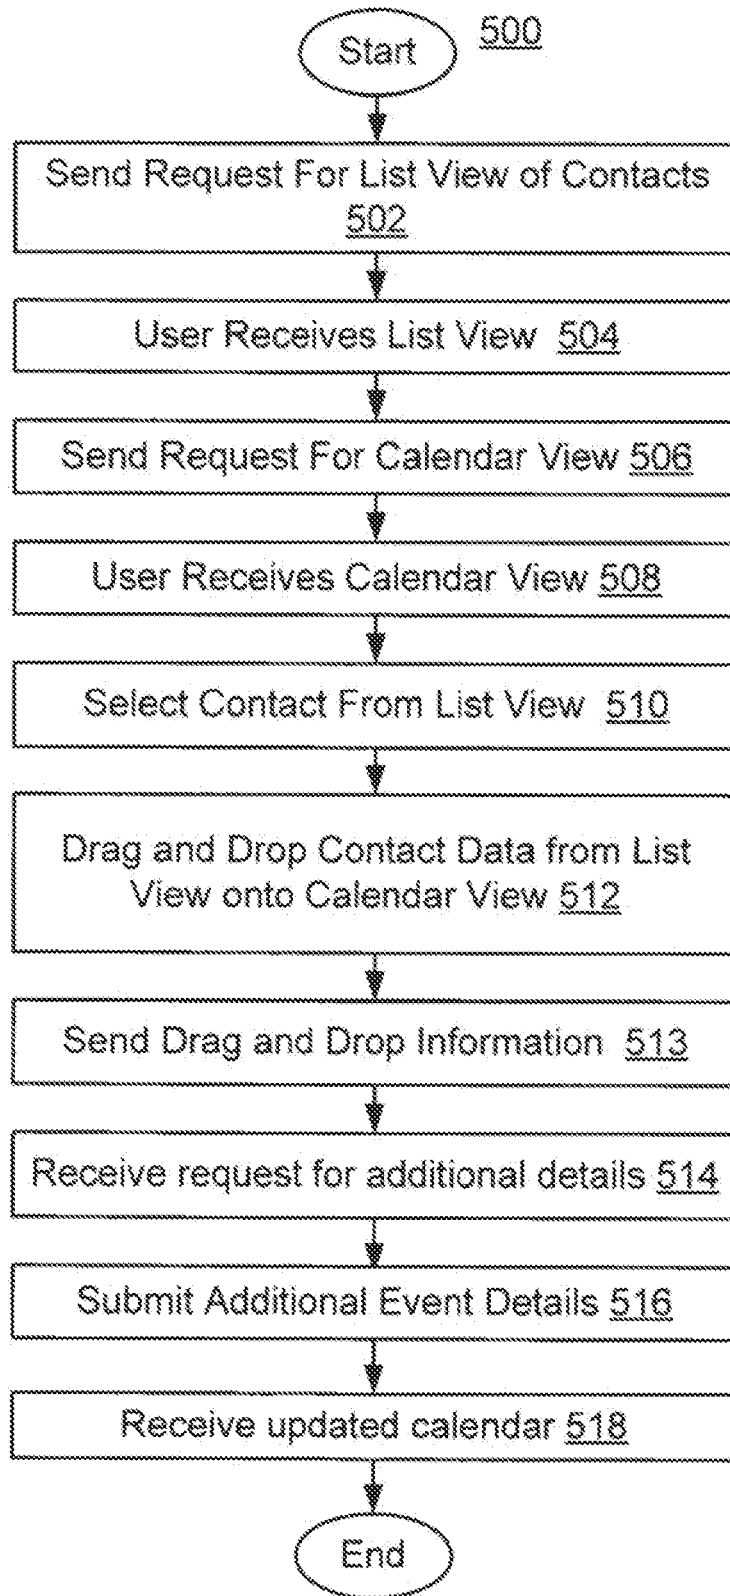 Start
500
Send Request For List View of Contacts
502
User Receives List View 504
Send Request For Calendar View 506
User Receives Calendar View 508
Select Contact From List View 510
Drag and Drop Contact Data from List
View onto Calendar View 512
Send Drag and Drop Information 513
Receive request for additional details 514
Submit Additional Event Details 516
Receive updated calendar 518
End